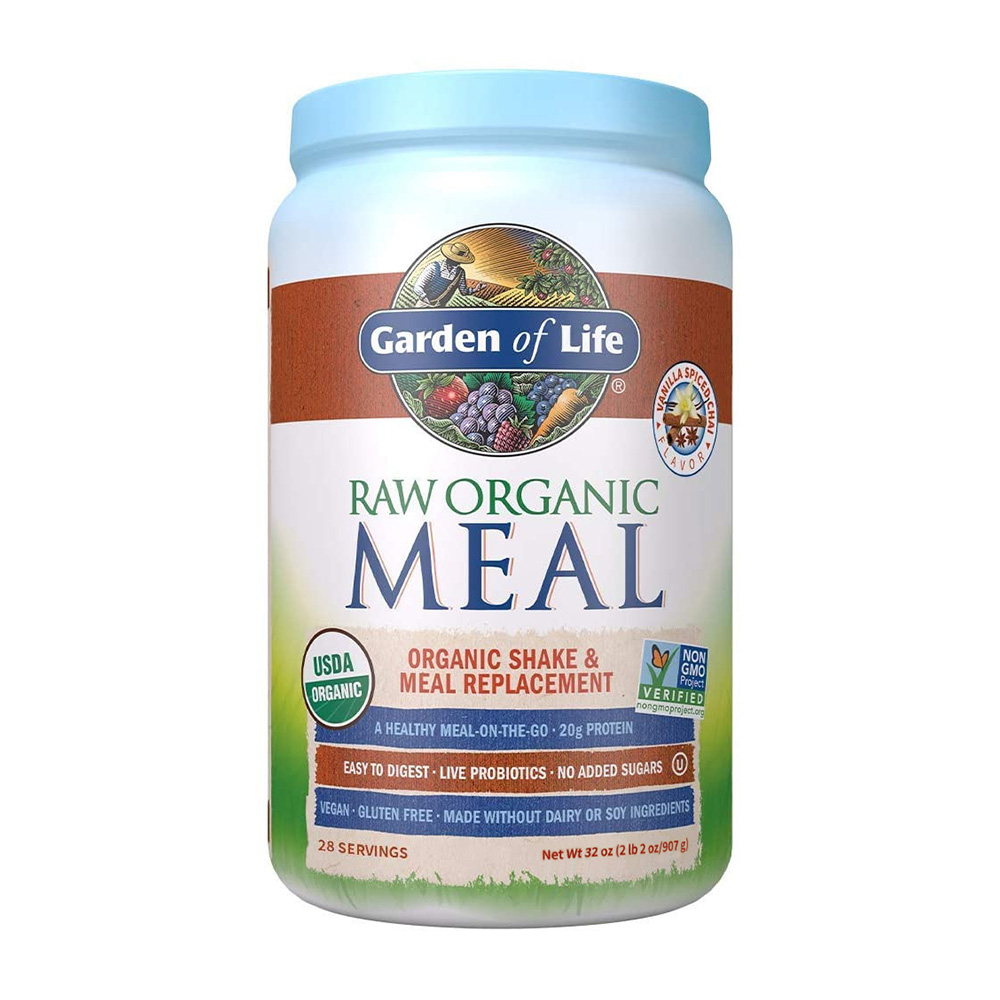 Garden of Life
®
VANILLA SPICED CHAI
FLAVOR
RAW ORGANIC
MEAL
USDA
ORGANIC
ORGANIC SHAKE &
MEAL REPLACEMENT
NON
GMO
Project
VERIFIED
nongmoproject.org
A HEALTHY MEAL-ON-THE-GO · 20g PROTEIN
EASY TO DIGEST · LIVE PROBIOTICS · NO ADDED SUGARS U
VEGAN · GLUTEN FREE · MADE WITHOUT DAIRY OR SOY INGREDIENTS
28 SERVINGS
Net Wt 32 oz (2 lb 2 oz/907 g)